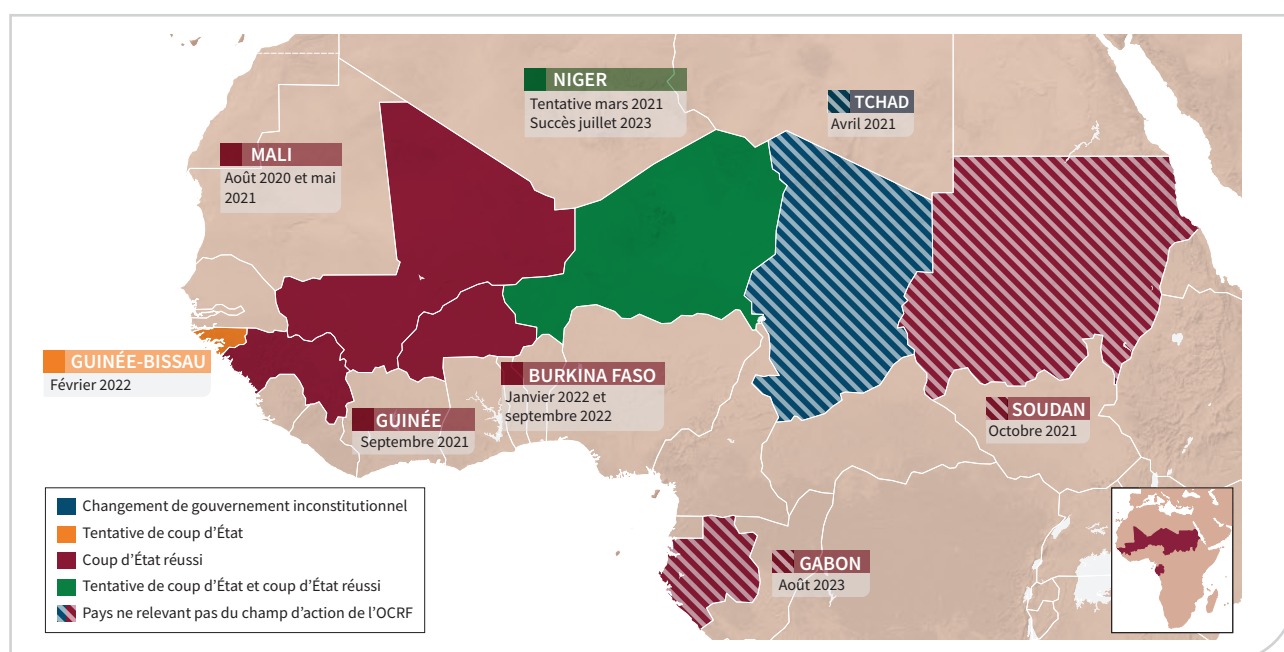 NIGER
Tentative mars 2021
Succès juillet 2023
TCHAD
Avril 2021
MALI
Août 2020 et mai
2021
GUINÉE-BISSAU
Février 2022
BURKINA FASO
Janvier 2022 et
septembre 2022
GUINÉE
Septembre 2021
SOUDAN
Octobre 2021
GABON
Août 2023
Changement de gouvernement inconstitutionnel
Tentative de coup d’État
Coup d’État réussi
Tentative de coup d’État et coup d’État réussi
Pays ne relevant pas du champ d’action de l’OCRF